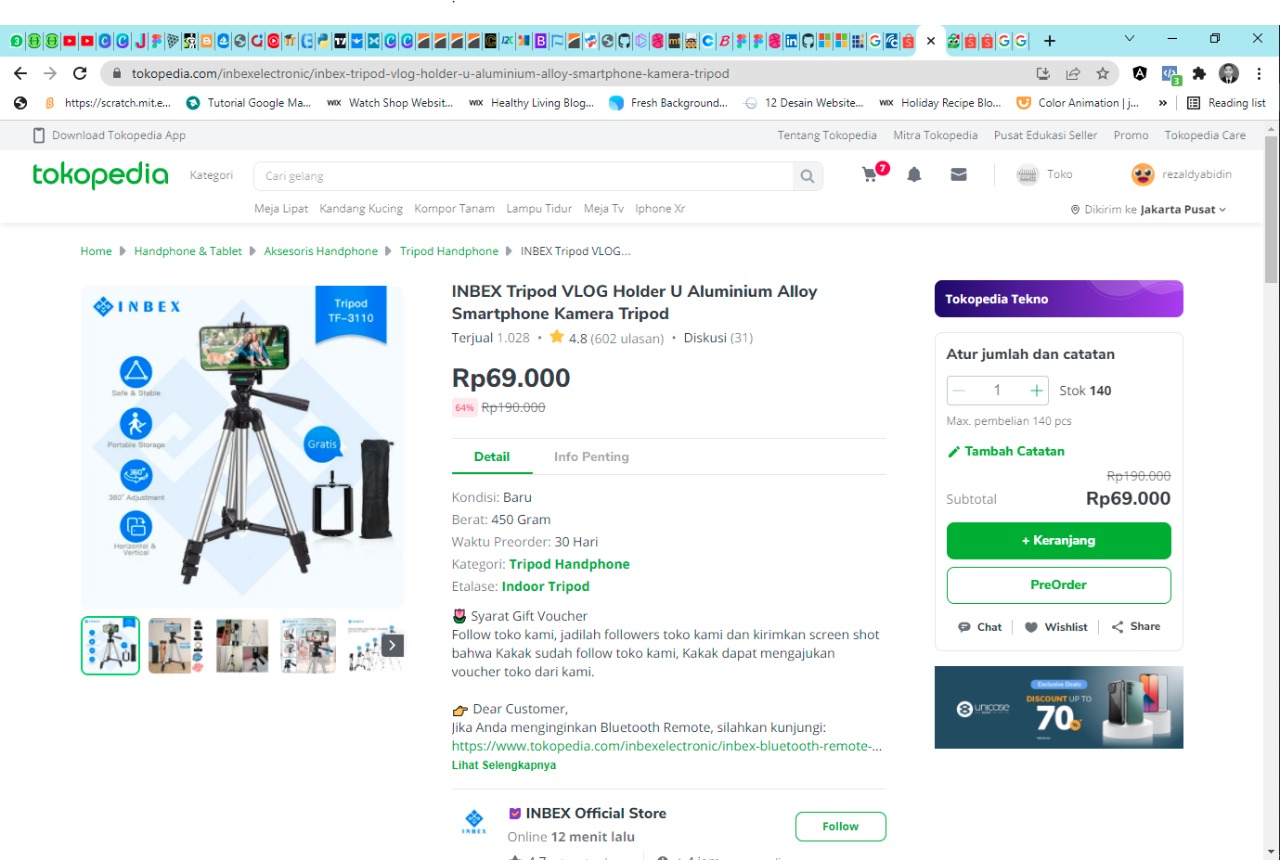 tokopedia.com/inbexelectronic/inbex-tripod-vlog-holder-u-aluminium-alloy-smartphone-kamera-tripod
https://scratch.mit.e... Tutorial Google Ma... WIX Watch Shop Websit... WIX Healthy Living Blog... Fresh Background... 12 Desain Website... WIX Holiday Recipe Blo... Color Animation | j... » Reading list
Download Tokopedia App
Tentang Tokopedia Mitra Tokopedia Pusat Edukasi Seller Promo Tokopedia Care
tokopedia Kategori Cari gelang 7 Toko rezaldyabidin
Meja Lipat Kandang Kucing Kompor Tanam Lampu Tidur Meja Tv Iphone Xr
Dikirim ke Jakarta Pusat
Home Handphone & Tablet Aksesoris Handphone Tripod Handphone INBEX Tripod VLOG...
INBEX
Tripod
TF-3110
Safe & Stable
Portable Storage
360°
360° Adjustment
Horizontal &
Vertical
Gratis
INBEX Tripod VLOG Holder U Aluminium Alloy
Smartphone Kamera Tripod
Terjual 1.028 • 4.8 (602 ulasan) • Diskusi (31)
Rp69.000
64% Rp190.000
Detail Info Penting
Kondisi: Baru
Berat: 450 Gram
Waktu Preorder: 30 Hari
Kategori: Tripod Handphone
Etalase: Indoor Tripod
Syarat Gift Voucher
Follow toko kami, jadilah followers toko kami dan kirimkan screen shot
bahwa Kakak sudah follow toko kami, Kakak dapat mengajukan
voucher toko dari kami.
Dear Customer,
Jika Anda menginginkan Bluetooth Remote, silahkan kunjungi:
https://www.tokopedia.com/inbexelectronic/inbex-bluetooth-remote-...
Lihat Selengkapnya
INBEX
INBEX Official Store
Online 12 menit lalu
Follow
Tokopedia Tekno
Atur jumlah dan catatan
1 Stok 140
Max. pembelian 140 pcs
Tambah Catatan
Rp190.000
Subtotal Rp69.000
+ Keranjang
PreOrder
Chat Wishlist Share
unicase
Exclusive Deals
DISCOUNT UP TO
70%